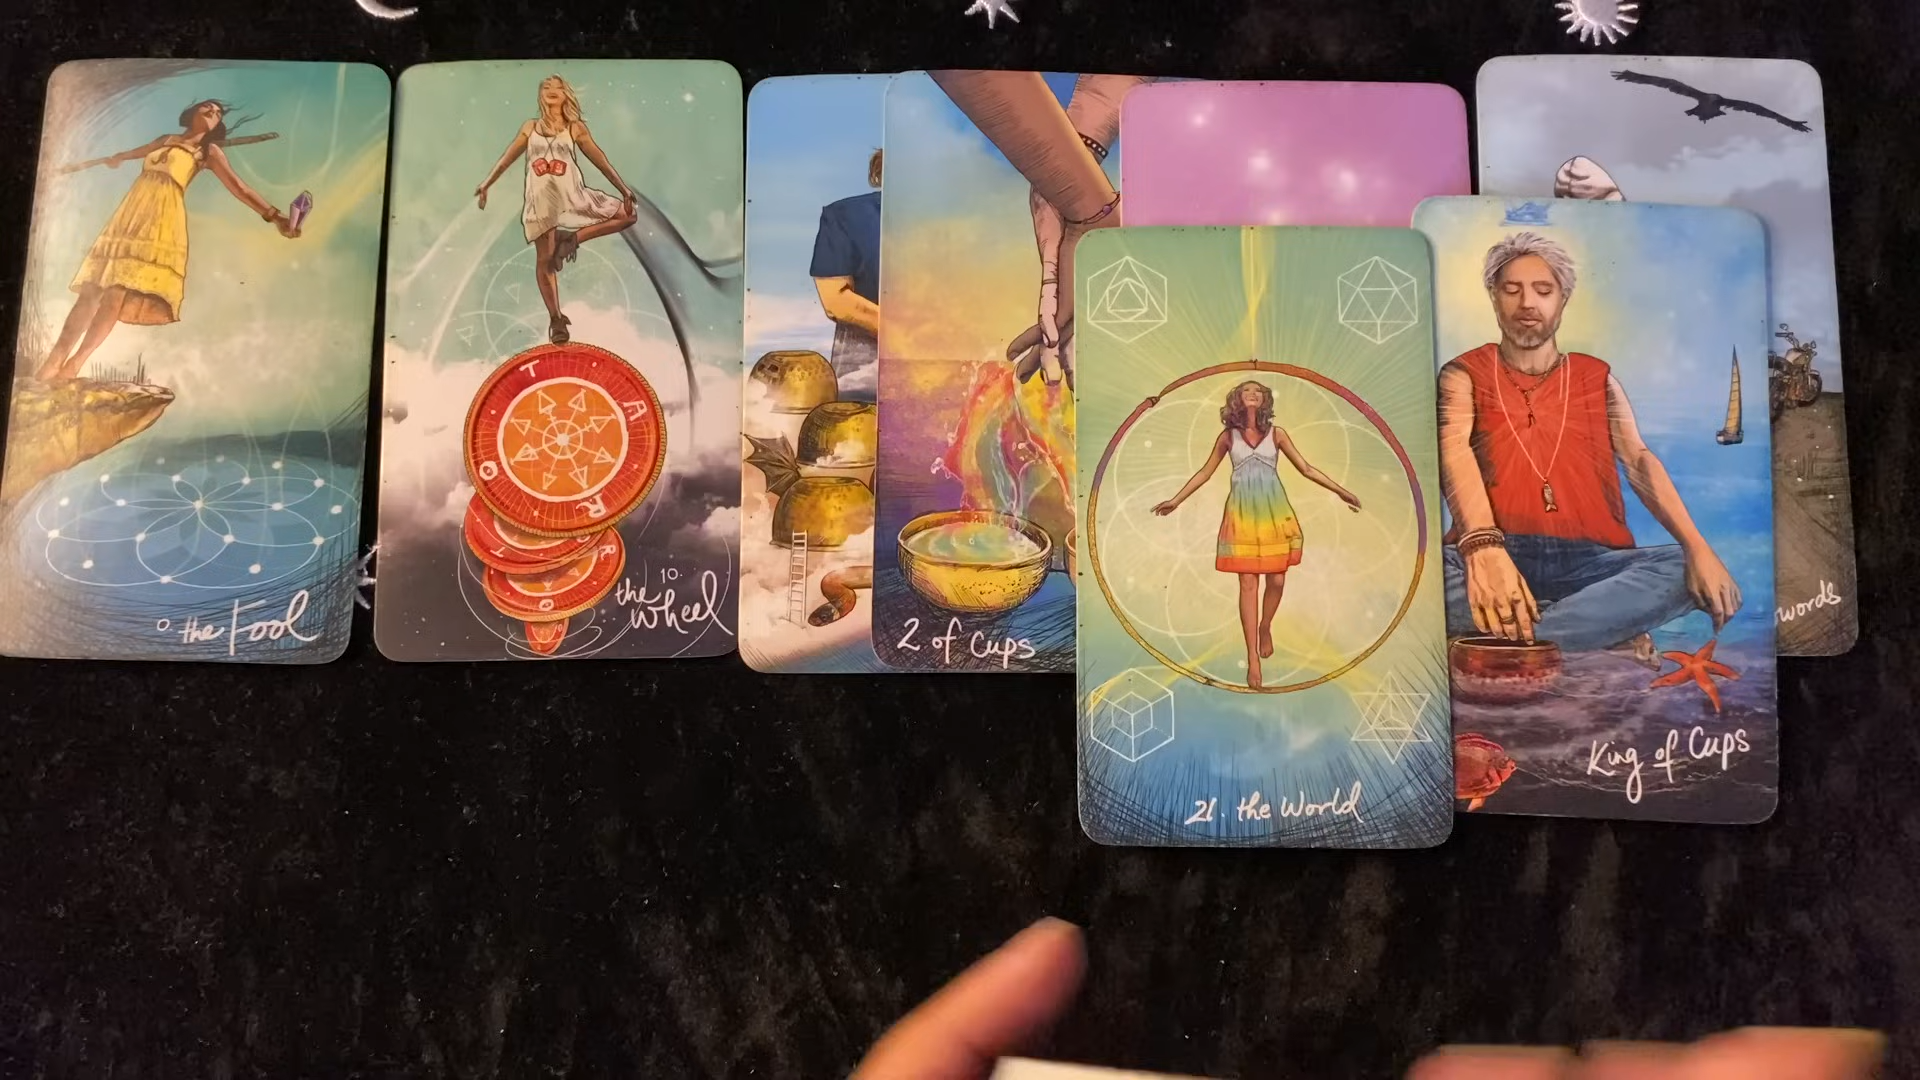 0 the Fool
10.
the Wheel
T
A
R
O
2 of Cups
21. the World
King of Cups
words